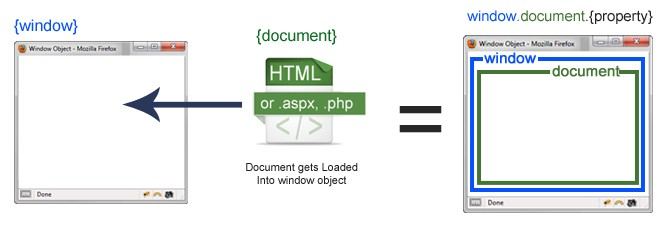 {window}
Window Object - Mozilla Firefox
Done
{document}
HTML
or .aspx, .php
</>
Document gets Loaded
Into window object
=
window.document.{property}
Window Object - Mozilla Firefox
window
document
Done